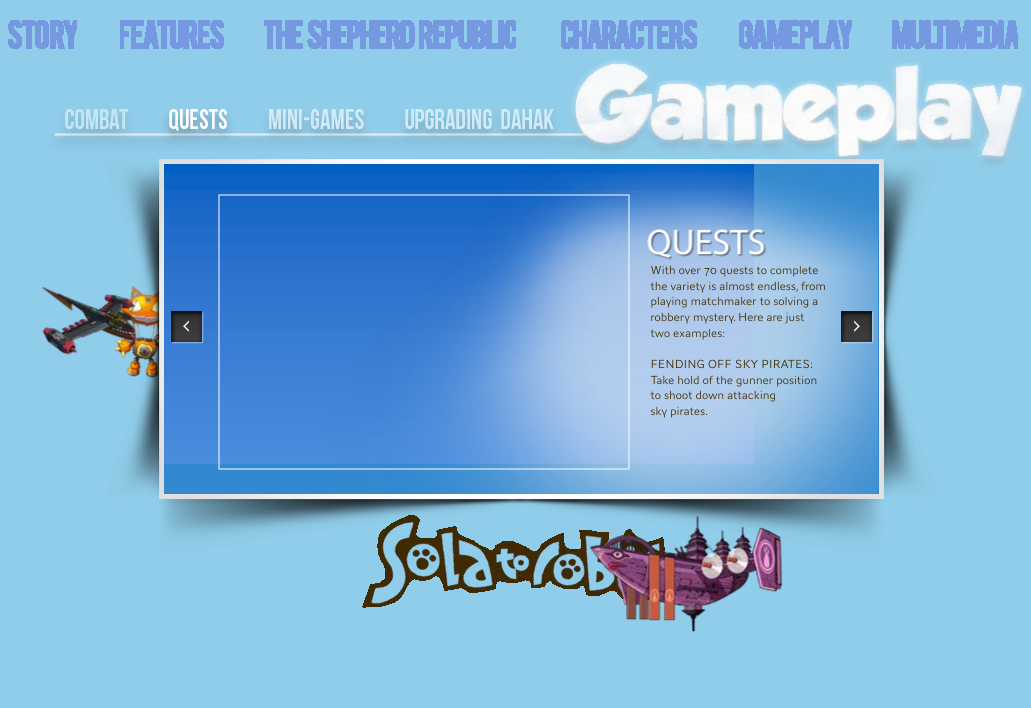 STORY FEATURES THE SHEPHERD REPUBLIC CHARACTERS GAMEPLAY MULTIMEDIA
Gameplay
COMBAT QUESTS MINI-GAMES UPGRADING DAHAK
QUESTS
With over 70 quests to complete
the variety is almost endless, from
playing matchmaker to solving a
robbery mystery. Here are just
two examples:
FENDING OFF SKY PIRATES:
Take hold of the gunner position
to shoot down attacking
sky pirates.
Solatorob